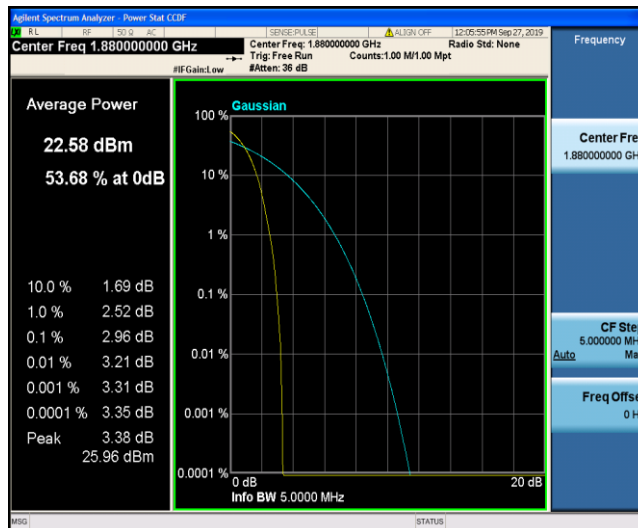 Agilent Spectrum Analyzer - Power Stat CCDF
RL RF 50 Ω AC SENSE:PULSE ALIGN OFF 12:05:55PM Sep 27, 2019
Center Freq 1.880000000 GHz
Center Freq: 1.880000000 GHz Radio Std: None
Trig: Free Run Counts:1.00 M/1.00 Mpt
#IFGain:Low #Atten: 36 dB
Frequency
Average Power
22.58 dBm
53.68 % at 0dB
10.0 % 1.69 dB
1.0 % 2.52 dB
0.1 % 2.96 dB
0.01 % 3.21 dB
0.001 % 3.31 dB
0.0001 % 3.35 dB
Peak 3.38 dB
25.96 dBm
Gaussian
100 %
10 %
1 %
0.1 %
0.01 %
0.001 %
0.0001 %
0 dB 20 dB
Info BW 5.0000 MHz
Center Fre
1.880000000 GH
CF Ste
5.000000 MH
Auto Ma
Freq Offse
0 H
MSG STATUS